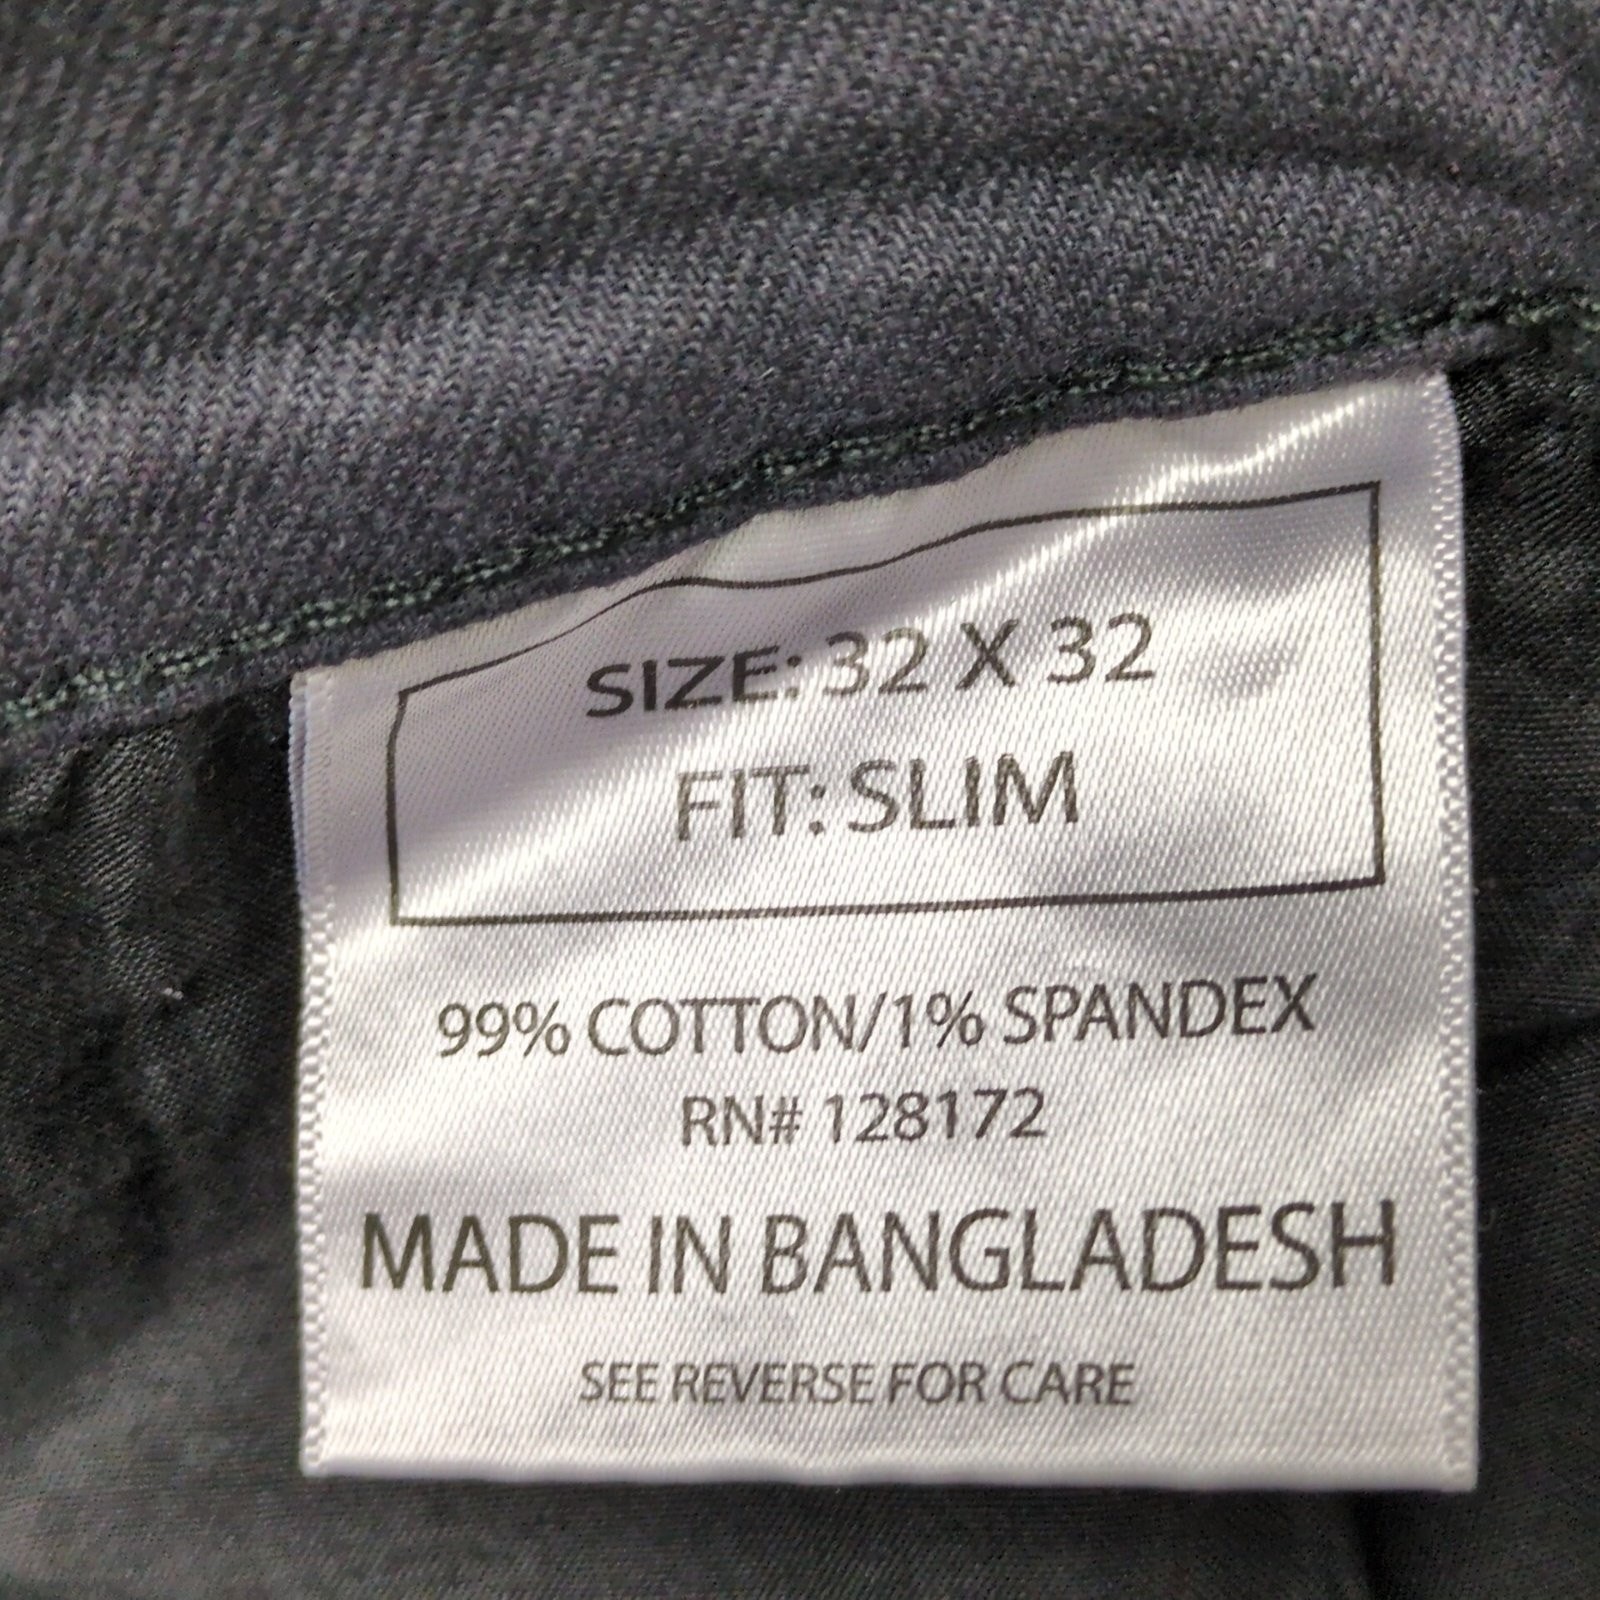 SIZE: 32 X 32
FIT: SLIM
99% COTTON/1% SPANDEX
RN# 128172
MADE IN BANGLADESH
SEE REVERSE FOR CARE